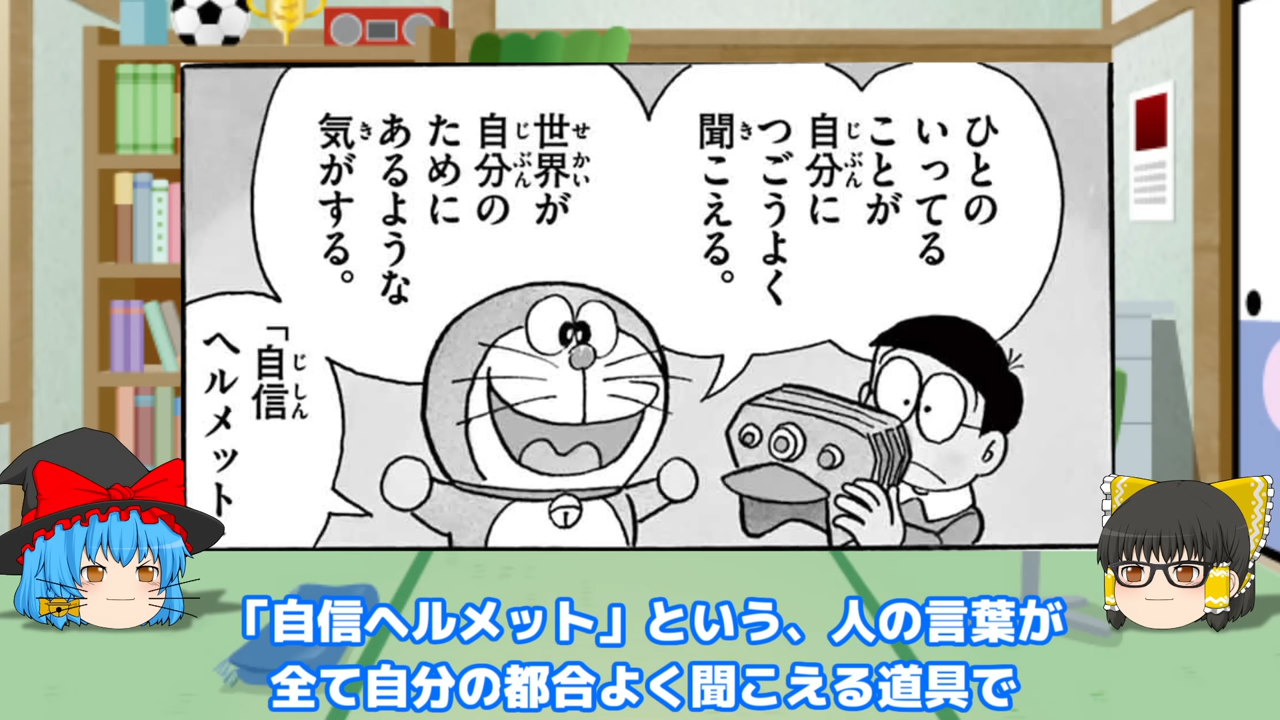 ひとの
いってる
ことが
自分に
つごうよく
聞こえる。
世界が
自分の
ために
あるような
気がする。
「自信
ヘルメット
「自信ヘルメット」という、人の言葉が
全て自分の都合よく聞こえる道具で